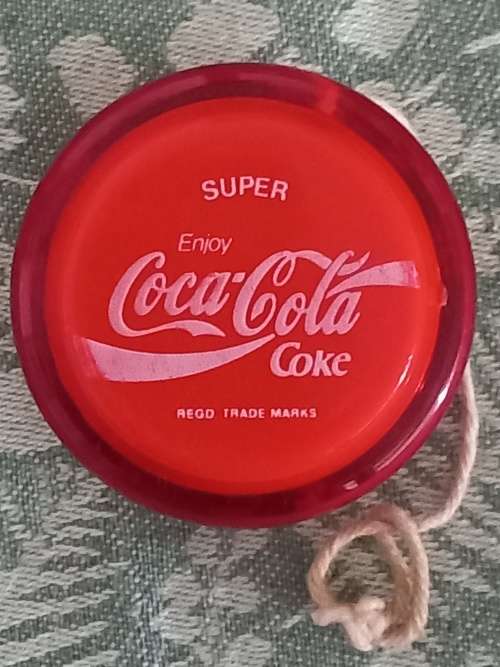 SUPER
Enjoy
Coca-Cola
Coke
REGD TRADE MARKS